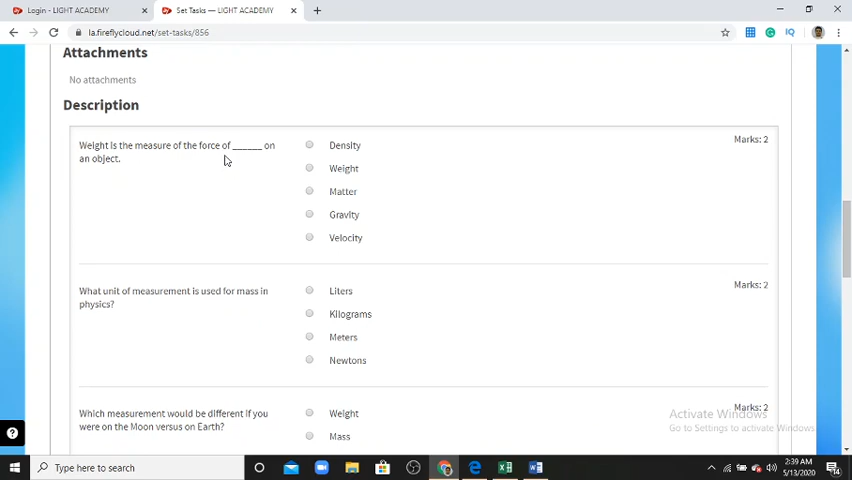 Login - LIGHT ACADEMY
Set Tasks — LIGHT ACADEMY
la.fireflycloud.net/set-tasks/856
Attachments
No attachments
Description
Weight is the measure of the force of ______ on
an object.
Density
Weight
Matter
Gravity
Velocity
Marks: 2
What unit of measurement is used for mass in
physics?
Liters
Kilograms
Meters
Newtons
Marks: 2
Which measurement would be different if you
were on the Moon versus on Earth?
Weight
Mass
Marks: 2
Activate Windows
Go to Settings to activate Windows.
Type here to search
2:39 AM
5/13/2020
14